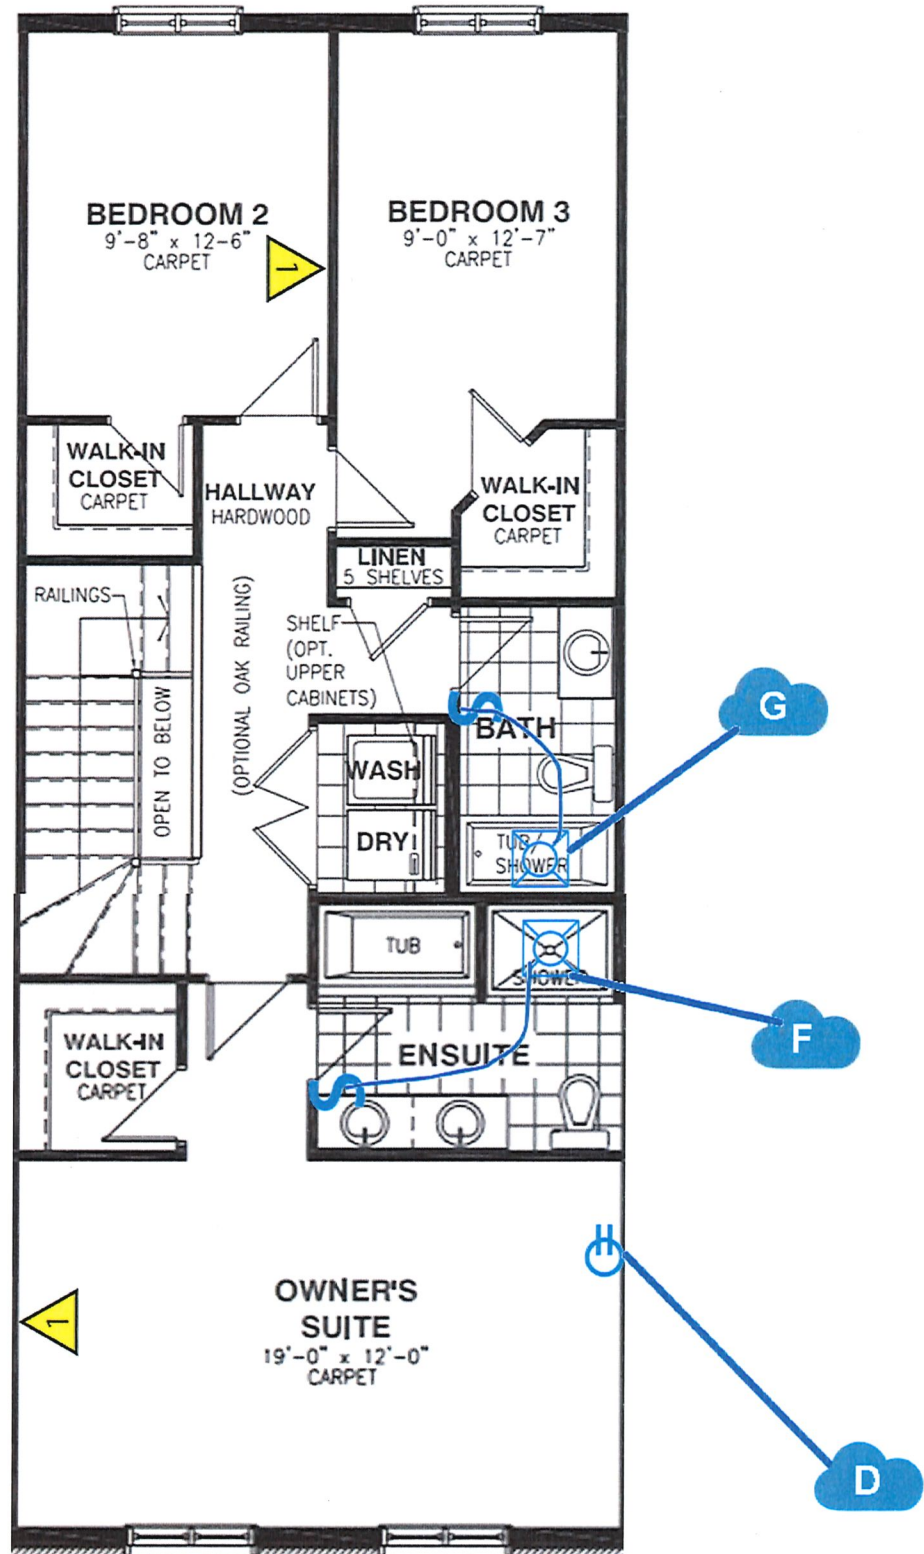 BEDROOM 2
9'-8" x 12-6"
CARPET
1
BEDROOM 3
9'-0" x 12'-7"
CARPET
WALK-IN
CLOSET
CARPET
HALLWAY
HARDWOOD
WALK-IN
CLOSET
CARPET
LINEN
5 SHELVES
RAILINGS
(OPTIONAL OAK RAILING)
SHELF
(OPT.
UPPER
CABINETS)
OPEN TO BELOW
BATH
G
WASH
DRY
TUB/
SHOWER
TUB
SHOWER
F
WALK-IN
CLOSET
CARPET
ENSUITE
OWNER'S
SUITE
19'-0" x 12'-0"
CARPET
1
D